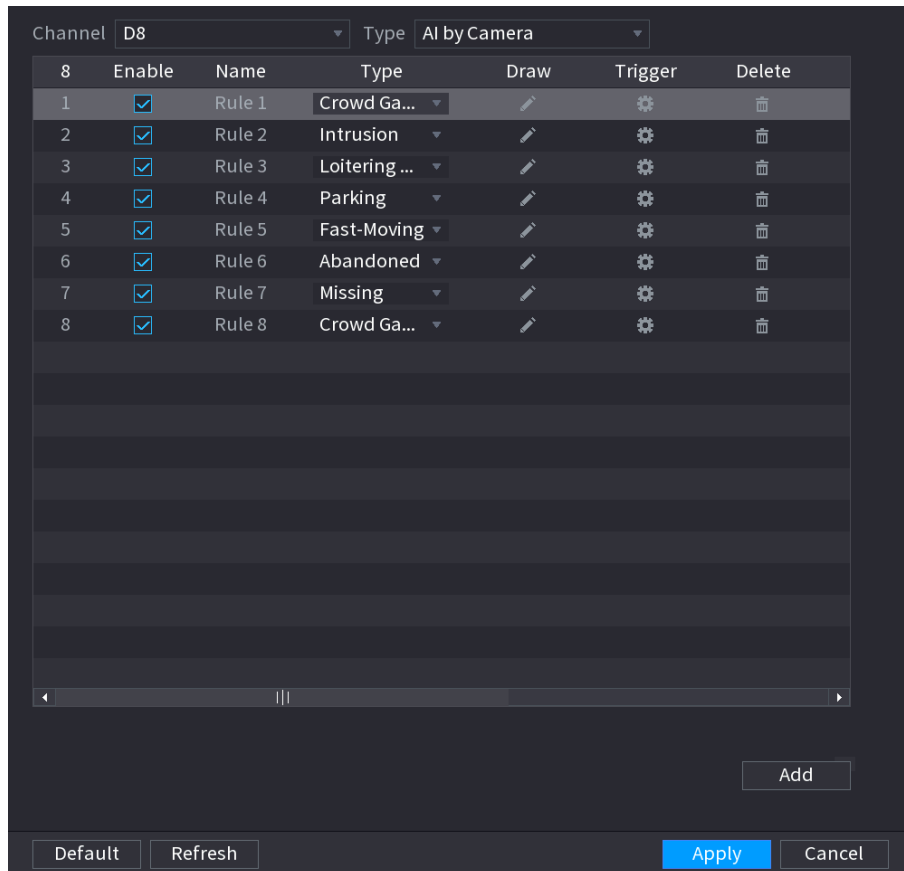 Channel D8 Type AI by Camera
8 Enable Name Type Draw Trigger Delete
1 Rule 1 Crowd Ga...
2 Rule 2 Intrusion
3 Rule 3 Loitering ...
4 Rule 4 Parking
5 Rule 5 Fast-Moving
6 Rule 6 Abandoned
7 Rule 7 Missing
8 Rule 8 Crowd Ga...
Add
Default Refresh Apply Cancel